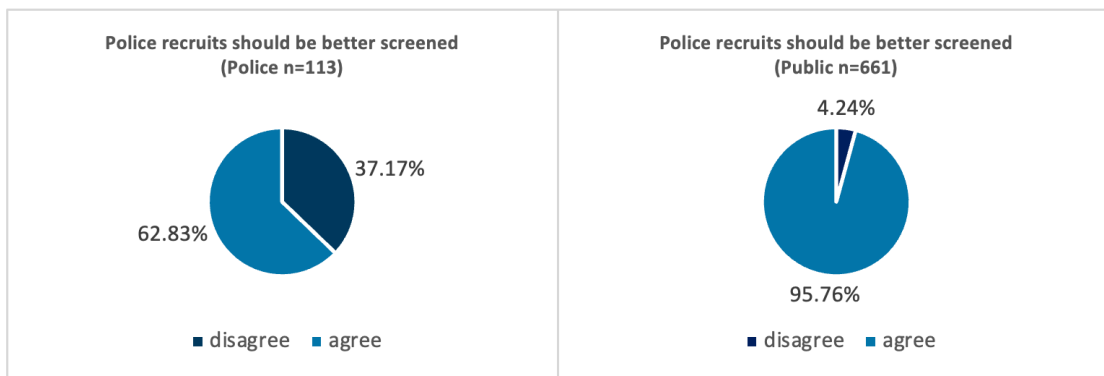 Police recruits should be better screened
(Police n=113)
37.17%
62.83%
disagree agree
Police recruits should be better screened
(Public n=661)
4.24%
95.76%
disagree agree